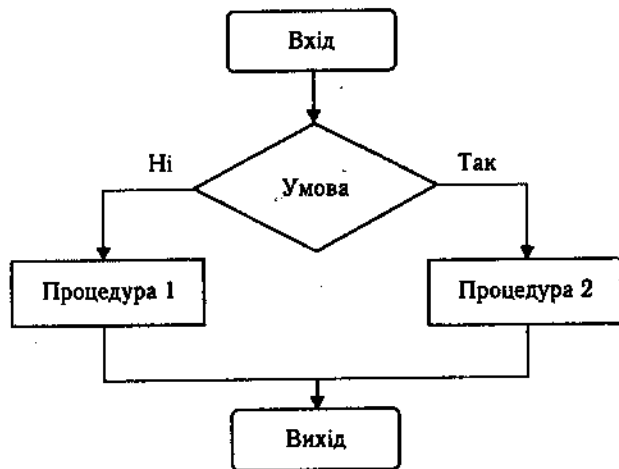 Вхід
Ні
Так
Умова
Процедура 1
Процедура 2
Вихід